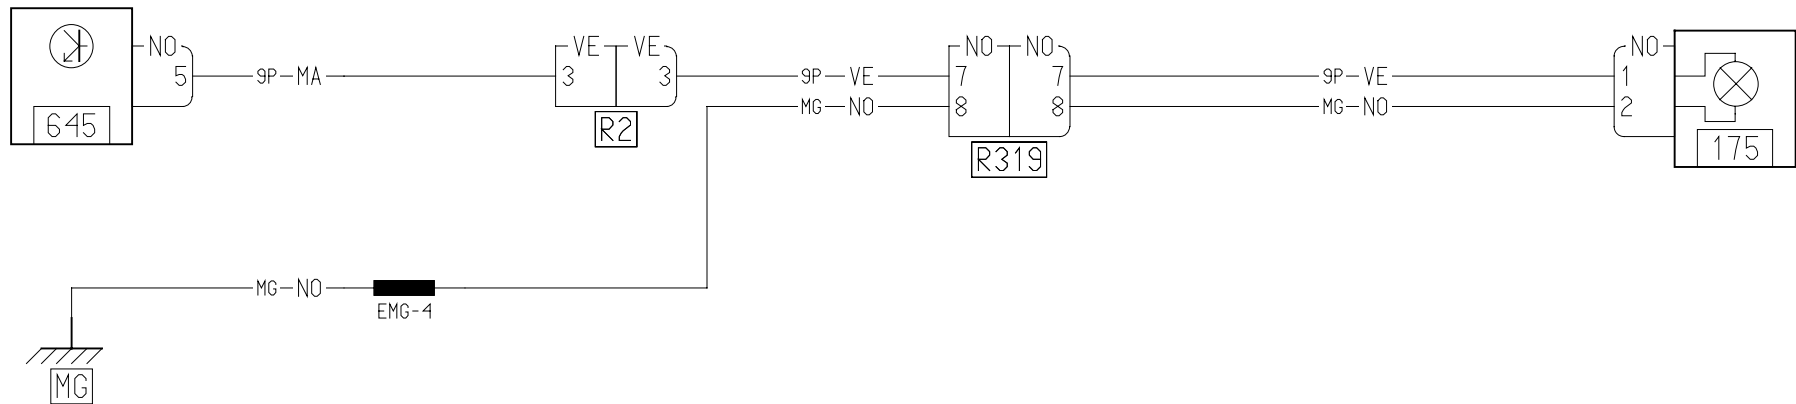 NO VE VE NO NO NO
5 9P-MA 3 3 9P-VE 7 7 9P-VE 1
MG-NO 8 8 MG-NO 2
645 R2 R319 175
MG-NO
EMG-4
MG